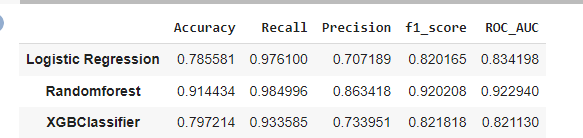 Accuracy Recall Precision f1_score ROC_AUC
Logistic Regression 0.785581 0.976100 0.707189 0.820165 0.834198
Randomforest 0.914434 0.984996 0.863418 0.920208 0.922940
XGBClassifier 0.797214 0.933585 0.733951 0.821818 0.821130